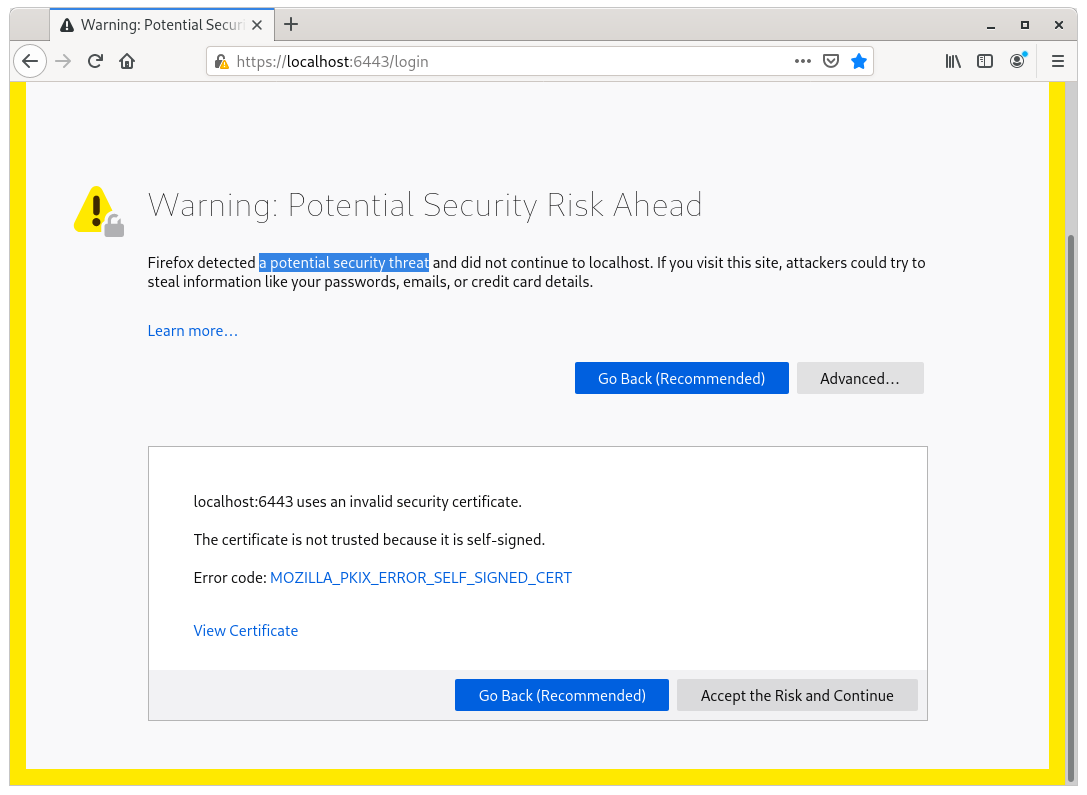 Warning: Potential Securi
https://localhost:6443/login
Warning: Potential Security Risk Ahead
Firefox detected a potential security threat and did not continue to localhost. If you visit this site, attackers could try to
steal information like your passwords, emails, or credit card details.
Learn more…
Go Back (Recommended) Advanced…
localhost:6443 uses an invalid security certificate.
The certificate is not trusted because it is self-signed.
Error code: MOZILLA_PKIX_ERROR_SELF_SIGNED_CERT
View Certificate
Go Back (Recommended) Accept the Risk and Continue